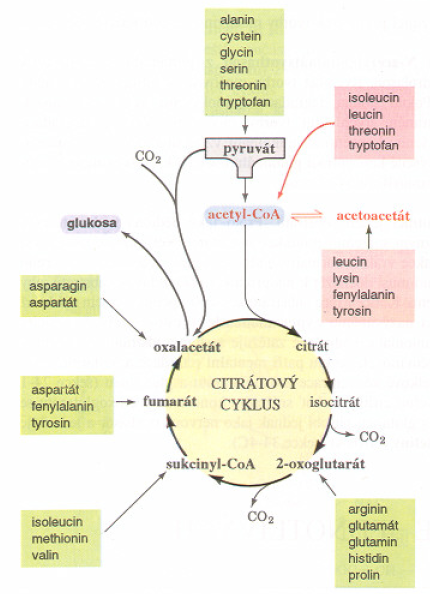 alanin
cystein
glycin
serin
threonin
tryptofan
isoleucin
leucin
threonin
tryptofan
pyruvát
CO2
acetyl-CoA
acetoacetát
glukosa
leucin
lysin
fenylalanin
tyrosin
asparagin
aspartát
oxalacetát
citrát
CITRÁTOVÝ
CYKLUS
aspartát
fenylalanin
tyrosin
fumarát
isocitrát
CO2
sukcinyl-CoA
2-oxoglutarát
CO2
isoleucin
methionin
valin
arginin
glutamát
glutamin
histidin
prolin